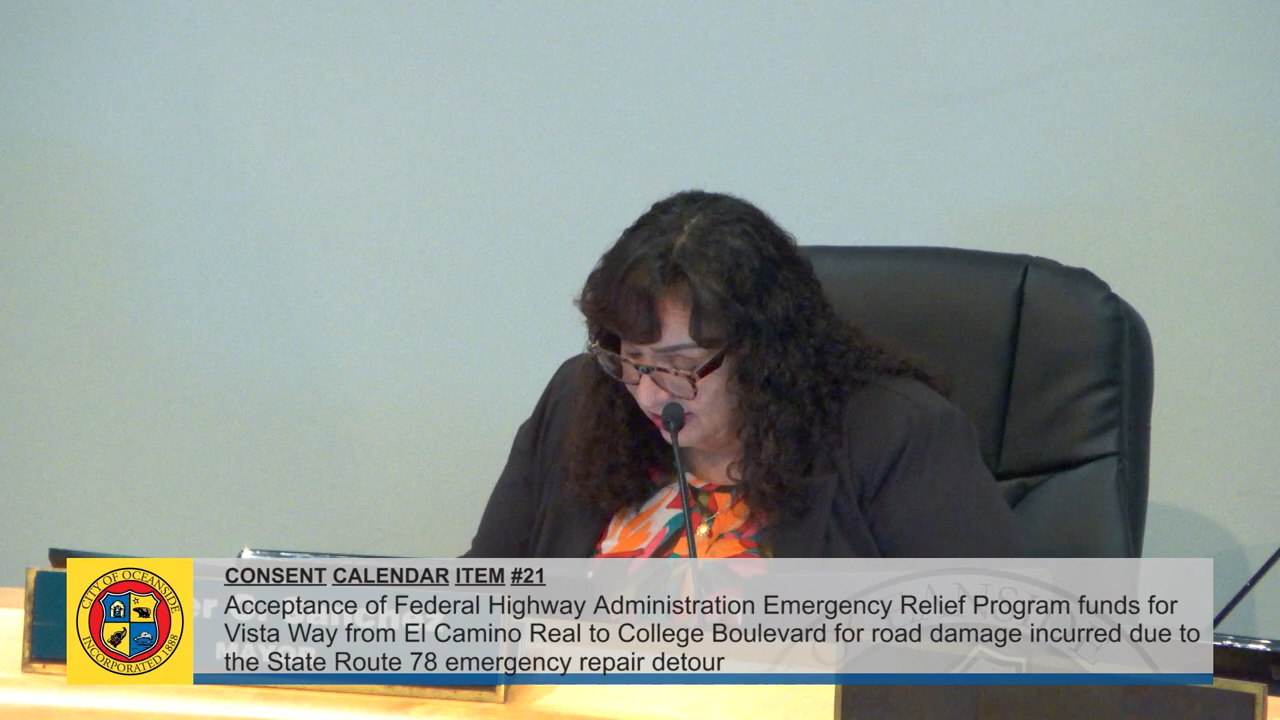 CONSENT CALENDAR ITEM #21
Acceptance of Federal Highway Administration Emergency Relief Program funds for
Vista Way from El Camino Real to College Boulevard for road damage incurred due to
the State Route 78 emergency repair detour
CITY OF OCEANSIDE
INCORPORATED 1888
MAYOR